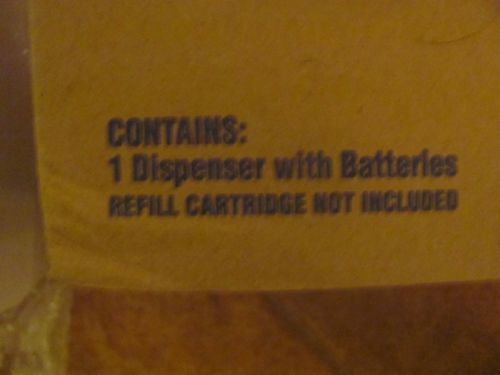 CONTAINS:
1 Dispenser with Batteries
REFILL CARTRIDGE NOT INCLUDED